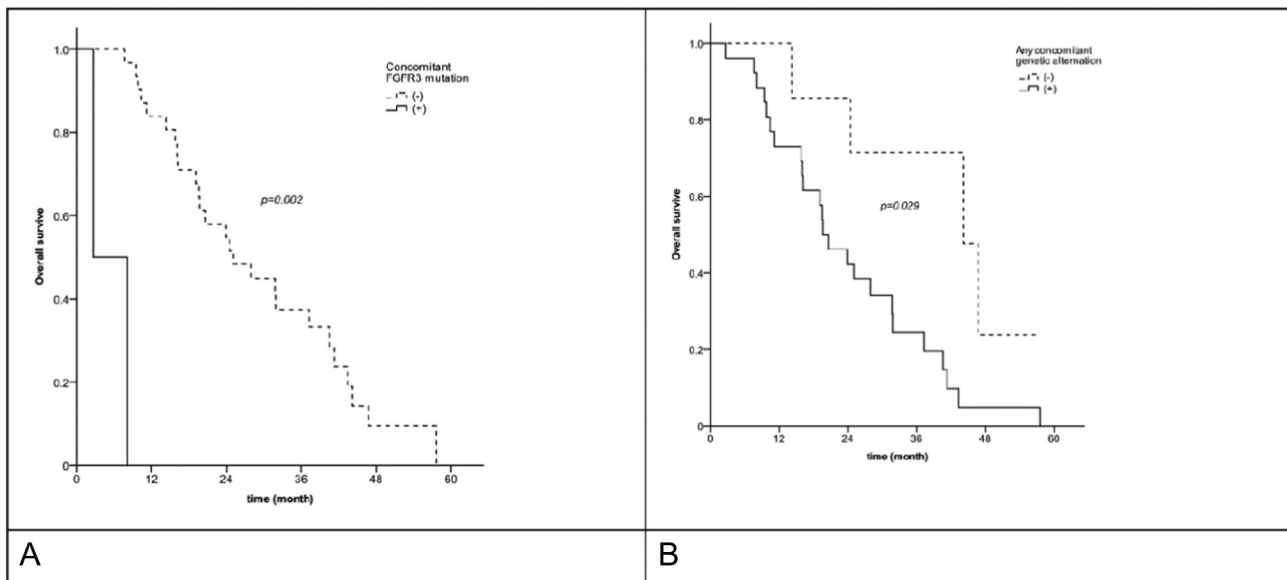 Concomitant
FGFR3 mutation
(-)
(+)
p=0.002
Overall survive
1.0
0.8
0.6
0.4
0.2
0
0
12
24
36
48
60
time (month)
A
Any concomitant
genetic alternation
(-)
(+)
p=0.029
Overall survive
1.0
0.8
0.6
0.4
0.2
0
0
12
24
36
48
60
time (month)
B